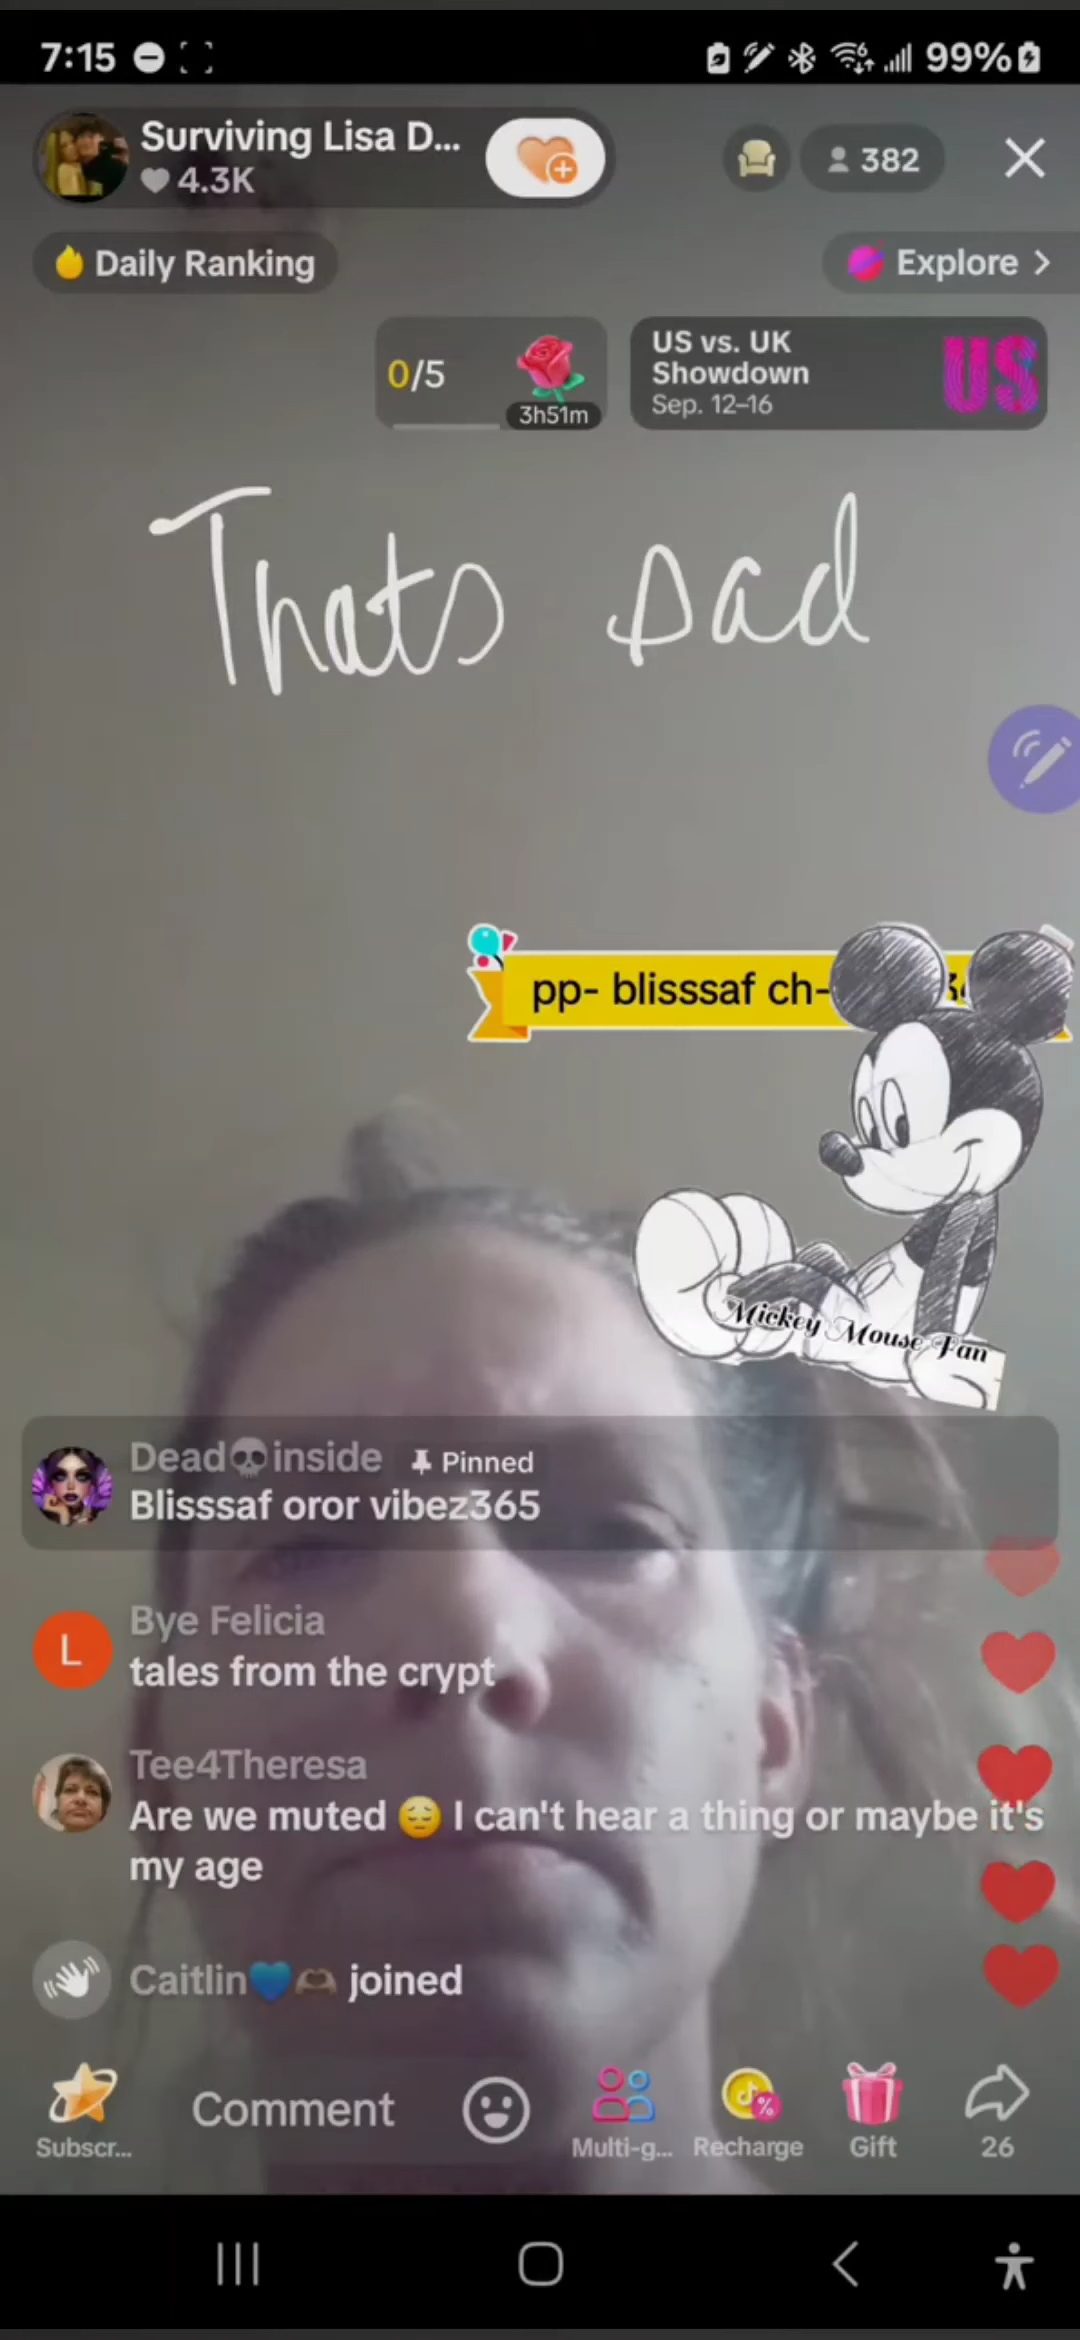 7:15
99%
Surviving Lisa D...
4.3K
382
Daily Ranking
Explore >
0/5
3h51m
US vs. UK
Showdown
Sep. 12–16
US
Thats sad
pp- blisssaf ch-
Mickey Mouse Fan
Dead💀inside Pinned
Blisssaf oror vibez365
L
Bye Felicia
tales from the crypt
Tee4Theresa
Are we muted 😔 I can't hear a thing or maybe it's
my age
Caitlin💙🫶🏽 joined
Subscr...
Comment
Multi-g...
Recharge
Gift
26